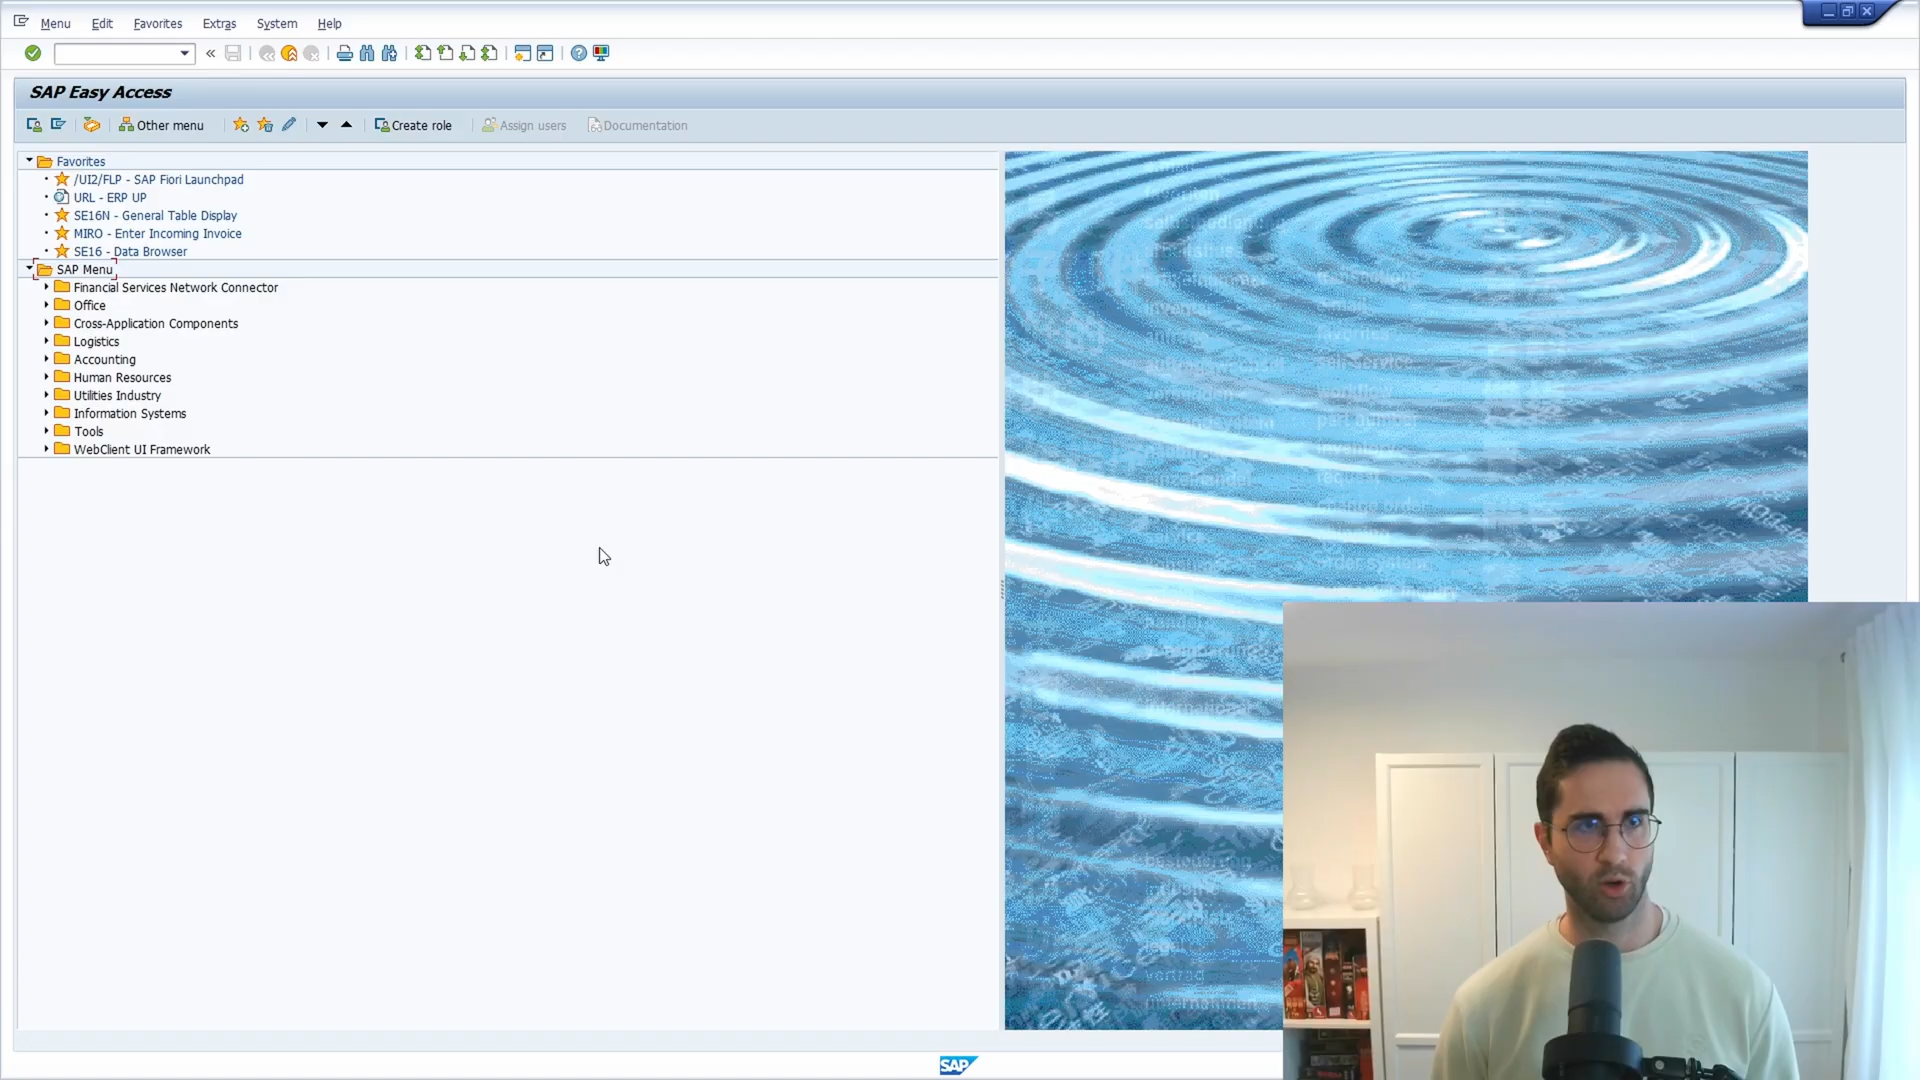 Menu Edit Favorites Extras System Help
SAP Easy Access
Other menu Create role Assign users Documentation
Favorites
/UI2/FLP - SAP Fiori Launchpad
URL - ERP UP
SE16N - General Table Display
MIRO - Enter Incoming Invoice
SE16 - Data Browser
SAP Menu
Financial Services Network Connector
Office
Cross-Application Components
Logistics
Accounting
Human Resources
Utilities Industry
Information Systems
Tools
WebClient UI Framework
SAP